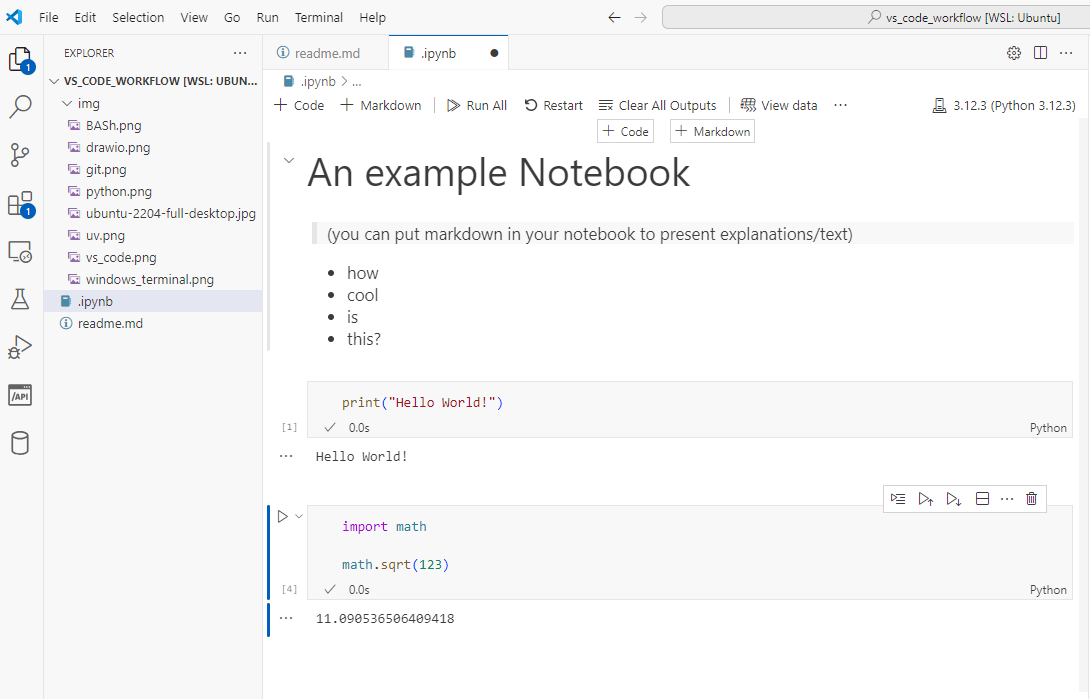 File Edit Selection View Go Run Terminal Help
vs_code_workflow [WSL: Ubuntu]
EXPLORER
VS_CODE_WORKFLOW [WSL: UBUN...
img
BASh.png
drawio.png
git.png
python.png
ubuntu-2204-full-desktop.jpg
uv.png
vs_code.png
windows_terminal.png
.ipynb
readme.md
1
1
/API
readme.md
.ipynb
.ipynb > ...
+ Code + Markdown Run All Restart Clear All Outputs View data ... 3.12.3 (Python 3.12.3)
+ Code + Markdown
An example Notebook
(you can put markdown in your notebook to present explanations/text)
• how
• cool
• is
• this?
print("Hello World!")
[1] 0.0s Python
Hello World!
import math
math.sqrt(123)
[4] 0.0s Python
11.090536506409418